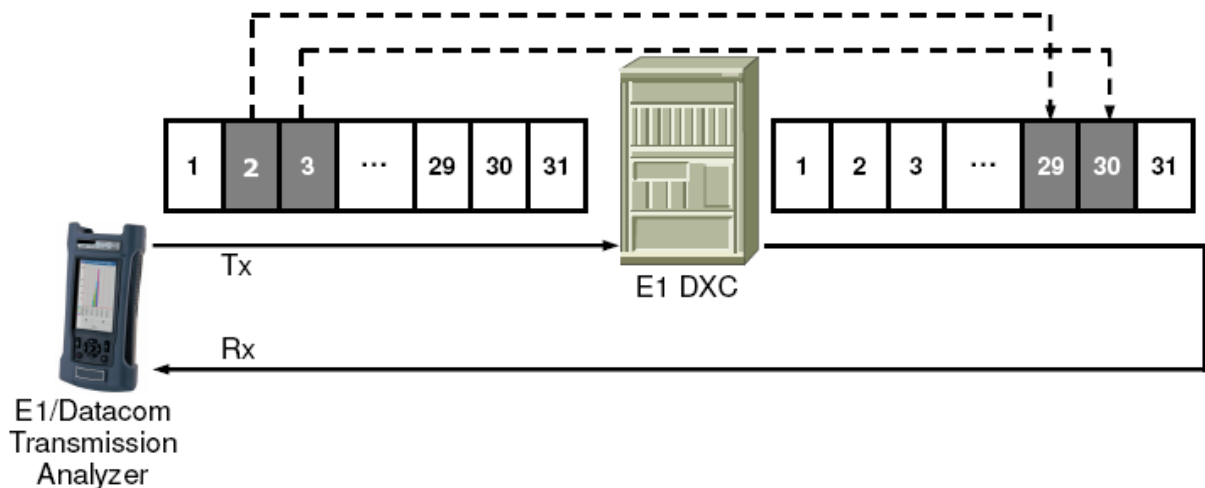 1 2 3 ... 29 30 31
1 2 3 ... 29 30 31
Tx
E1 DXC
Rx
E1/Datacom
Transmission
Analyzer